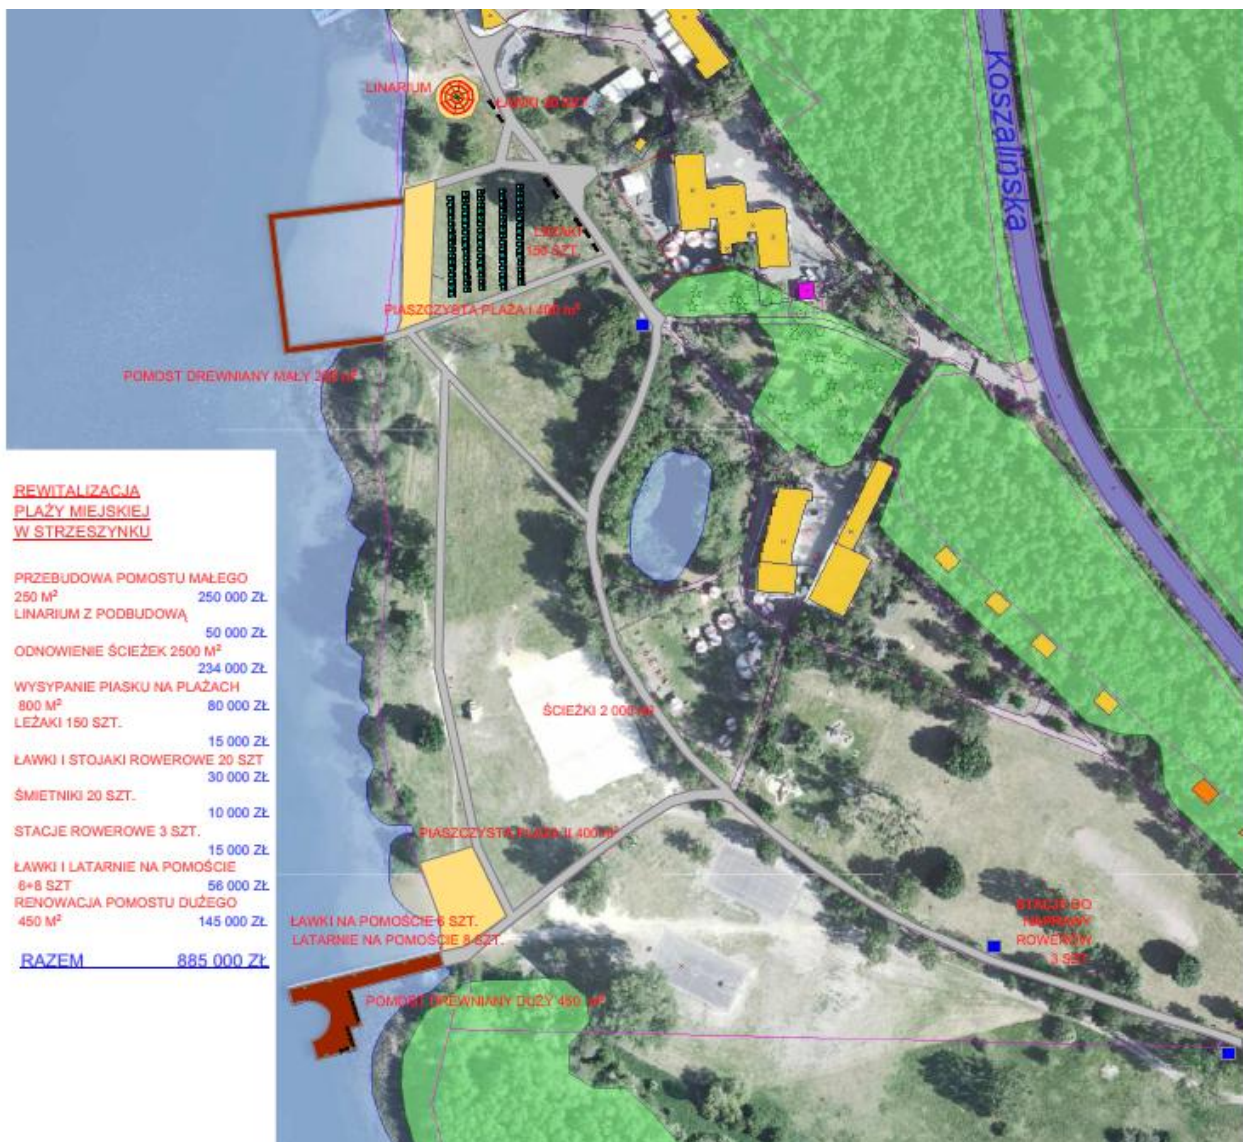 LINARIUM
ŁAWKI 20 SZT.
Koszalińska
LEŻAKI
150 SZT.
PIASZCZYSTA PLAŻA I 400 m²
POMOST DREWNIANY MAŁY m²
REWITALIZACJA
PLAŻY MIEJSKIEJ
W STRZESZYNKU
PRZEBUDOWA POMOSTU MAŁEGO
250 M² 250 000 ZŁ
LINARIUM Z PODBUDOWĄ
50 000 ZŁ
ODNOWIENIE ŚCIEŻEK 2500 M²
234 000 ZŁ
WYSYPANIE PIASKU NA PLAŻACH
800 M² 80 000 ZŁ
LEŻAKI 150 SZT.
15 000 ZŁ
ŁAWKI I STOJAKI ROWEROWE 20 SZT
30 000 ZŁ
ŚMIETNIKI 20 SZT.
10 000 ZŁ
STACJE ROWEROWE 3 SZT.
15 000 ZŁ
ŁAWKI I LATARNIE NA POMOŚCIE
6+8 SZT 56 000 ZŁ
RENOWACJA POMOSTU DUŻEGO
450 M² 145 000 ZŁ
RAZEM 885 000 ZŁ
ŚCIEŻKI 2 000 m²
PIASZCZYSTA PLAŻA II 400 m²
ŁAWKI NA POMOŚCIE 6 SZT.
LATARNIE NA POMOŚCIE 8 SZT.
STACJE DO
NAPRAWY
ROWERÓW
3 SZT.
POMOST DREWNIANY DUŻY 450 m²